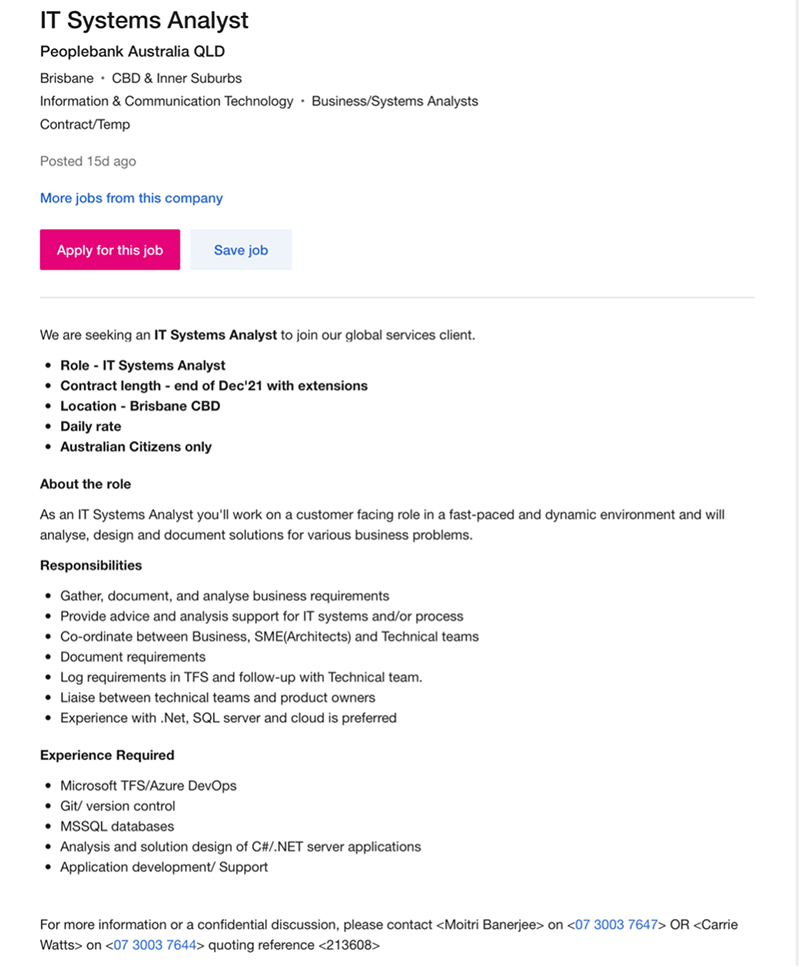 IT Systems Analyst
Peoplebank Australia QLD
Brisbane • CBD & Inner Suburbs
Information & Communication Technology • Business/Systems Analysts
Contract/Temp
Posted 15d ago
More jobs from this company
Apply for this job Save job
We are seeking an IT Systems Analyst to join our global services client.
• Role - IT Systems Analyst
• Contract length - end of Dec'21 with extensions
• Location - Brisbane CBD
• Daily rate
• Australian Citizens only
About the role
As an IT Systems Analyst you'll work on a customer facing role in a fast-paced and dynamic environment and will
analyse, design and document solutions for various business problems.
Responsibilities
• Gather, document, and analyse business requirements
• Provide advice and analysis support for IT systems and/or process
• Co-ordinate between Business, SME(Architects) and Technical teams
• Document requirements
• Log requirements in TFS and follow-up with Technical team.
• Liaise between technical teams and product owners
• Experience with .Net, SQL server and cloud is preferred
Experience Required
• Microsoft TFS/Azure DevOps
• Git/ version control
• MSSQL databases
• Analysis and solution design of C#/.NET server applications
• Application development/ Support
For more information or a confidential discussion, please contact <Moitri Banerjee> on <07 3003 7647> OR <Carrie
Watts> on <07 3003 7644> quoting reference <213608>